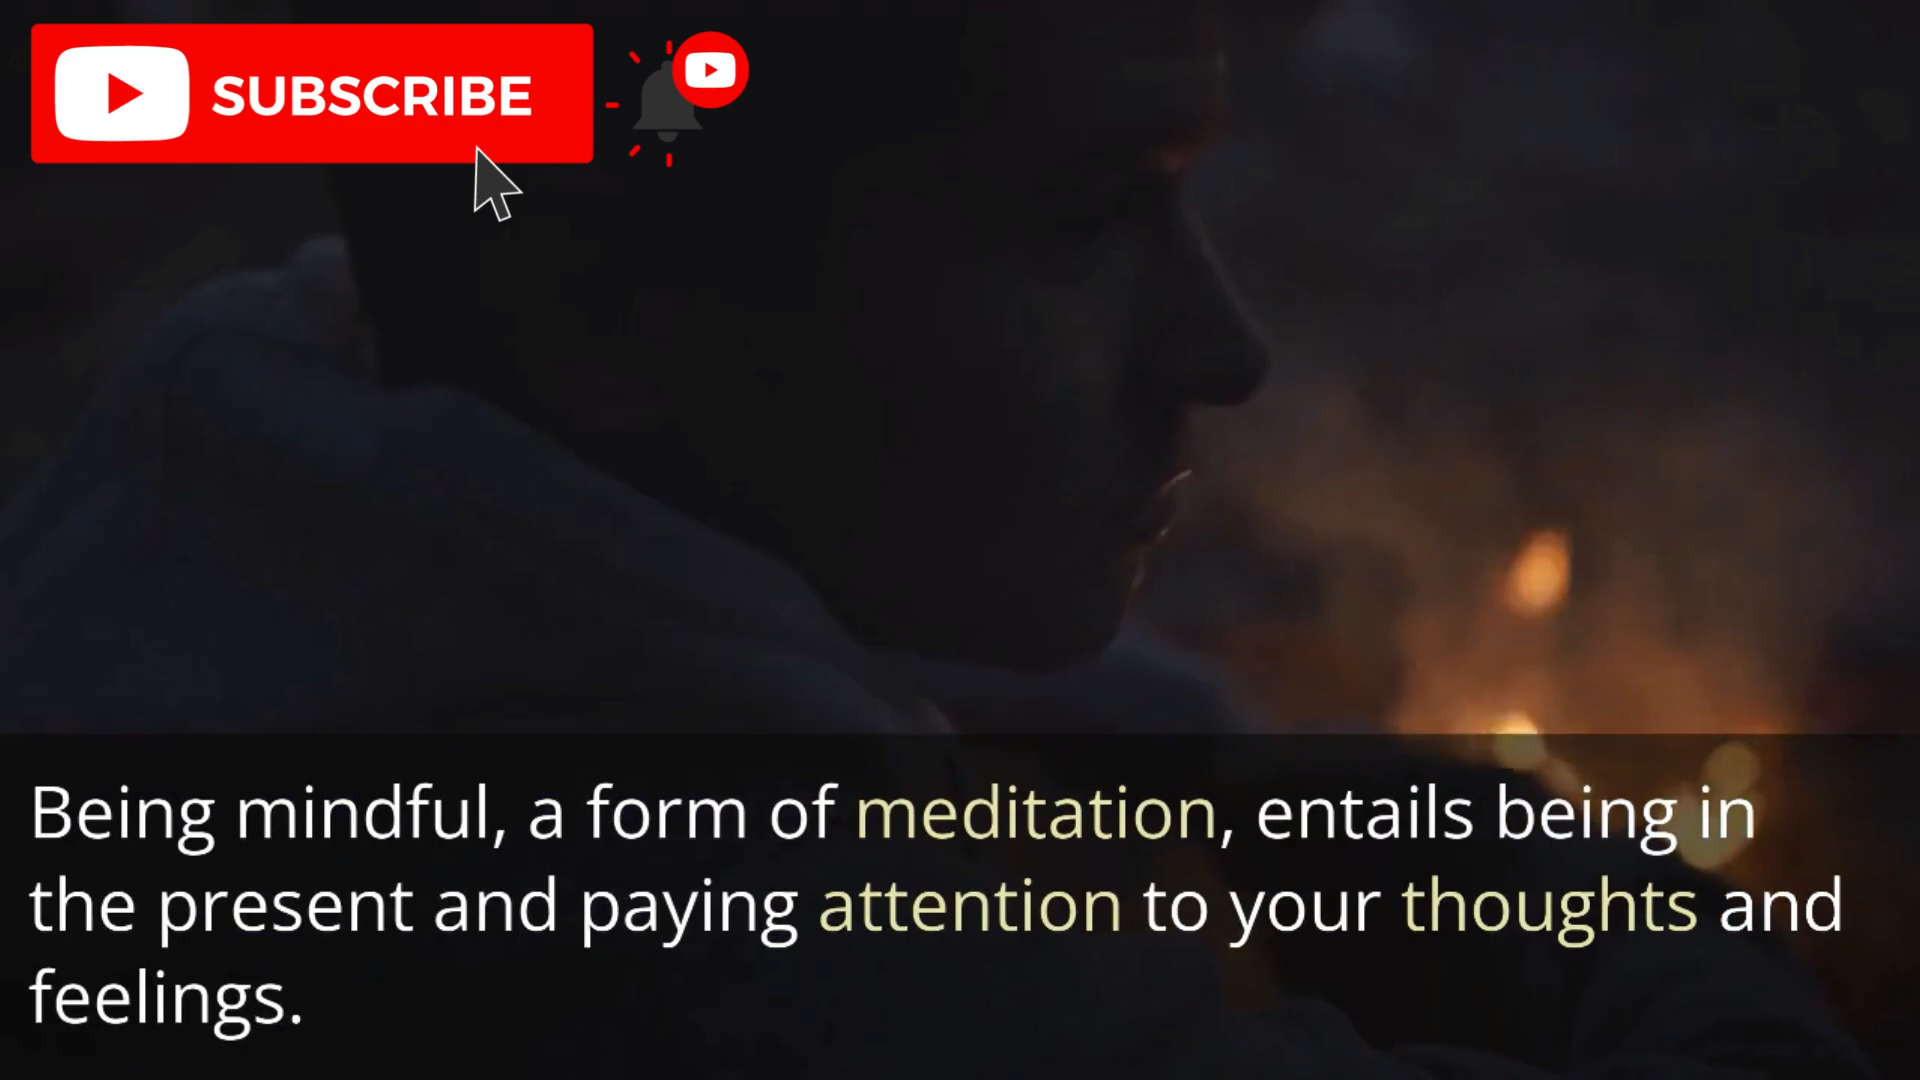 SUBSCRIBE
Being mindful, a form of meditation, entails being in
the present and paying attention to your thoughts and
feelings.